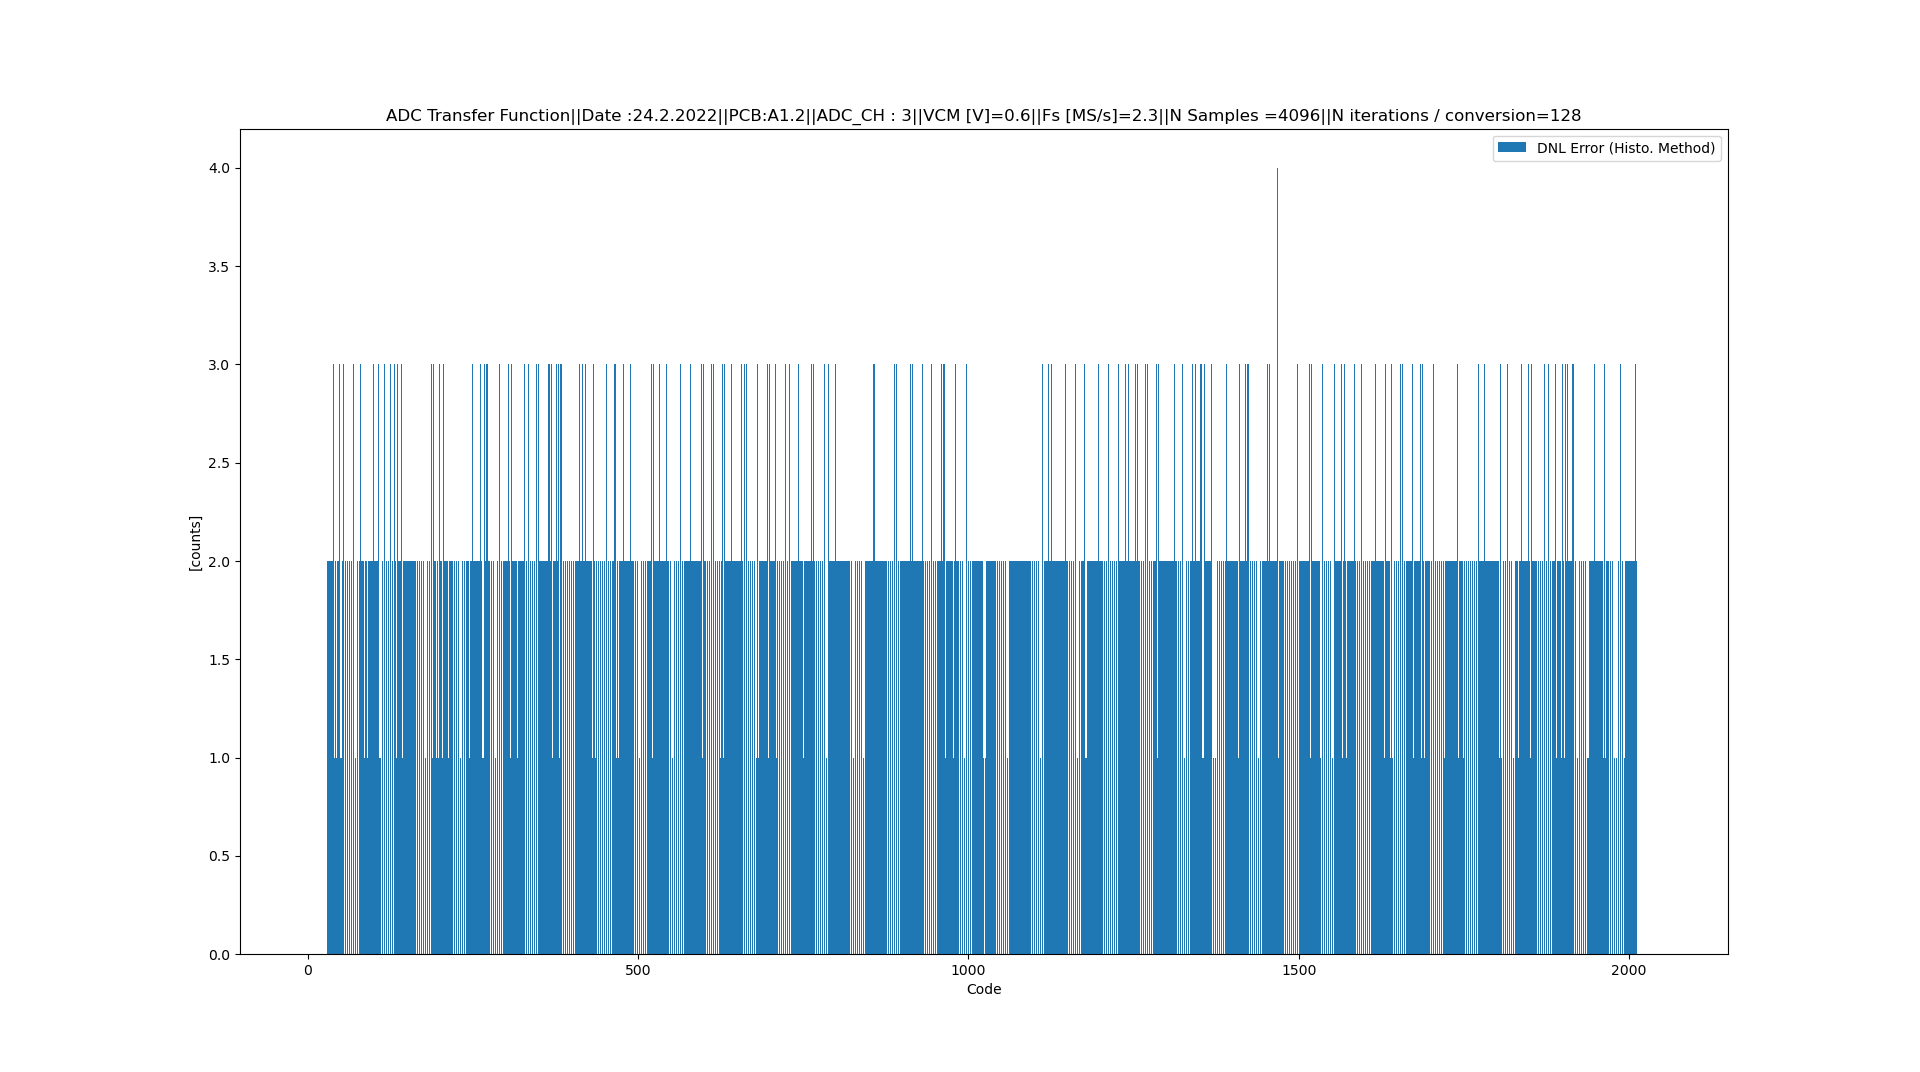 ADC Transfer Function||Date :24.2.2022||PCB:A1.2||ADC_CH : 3||VCM [V]=0.6||Fs [MS/s]=2.3||N Samples =4096||N iterations / conversion=128
DNL Error (Histo. Method)
4.0
3.5
3.0
2.5
2.0
1.5
1.0
0.5
0.0
[counts]
0 500 1000 1500 2000
Code